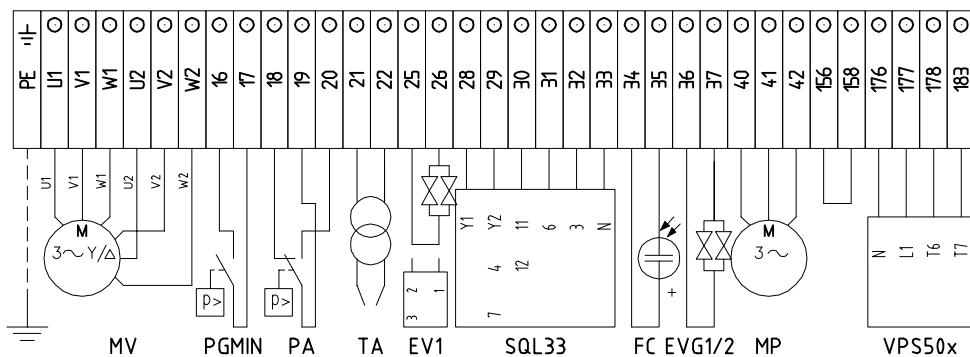 PE U1 V1 W1 U2 V2 W2 16 17 18 19 20 21 22 25 26 28 29 30 31 32 33 34 35 36 37 40 41 42 156 158 176 177 178 183
U1 V1 W1 U2 V2 W2
Y1 Y2 11 6 3 N
4 12
7
M
3~ Y/△
P>
P>
2 1
3
+
M
3~
N L1 T6 T7
MV PGMIN PA TA EV1 SQL33 FC EVG1/2 MP VPS50x